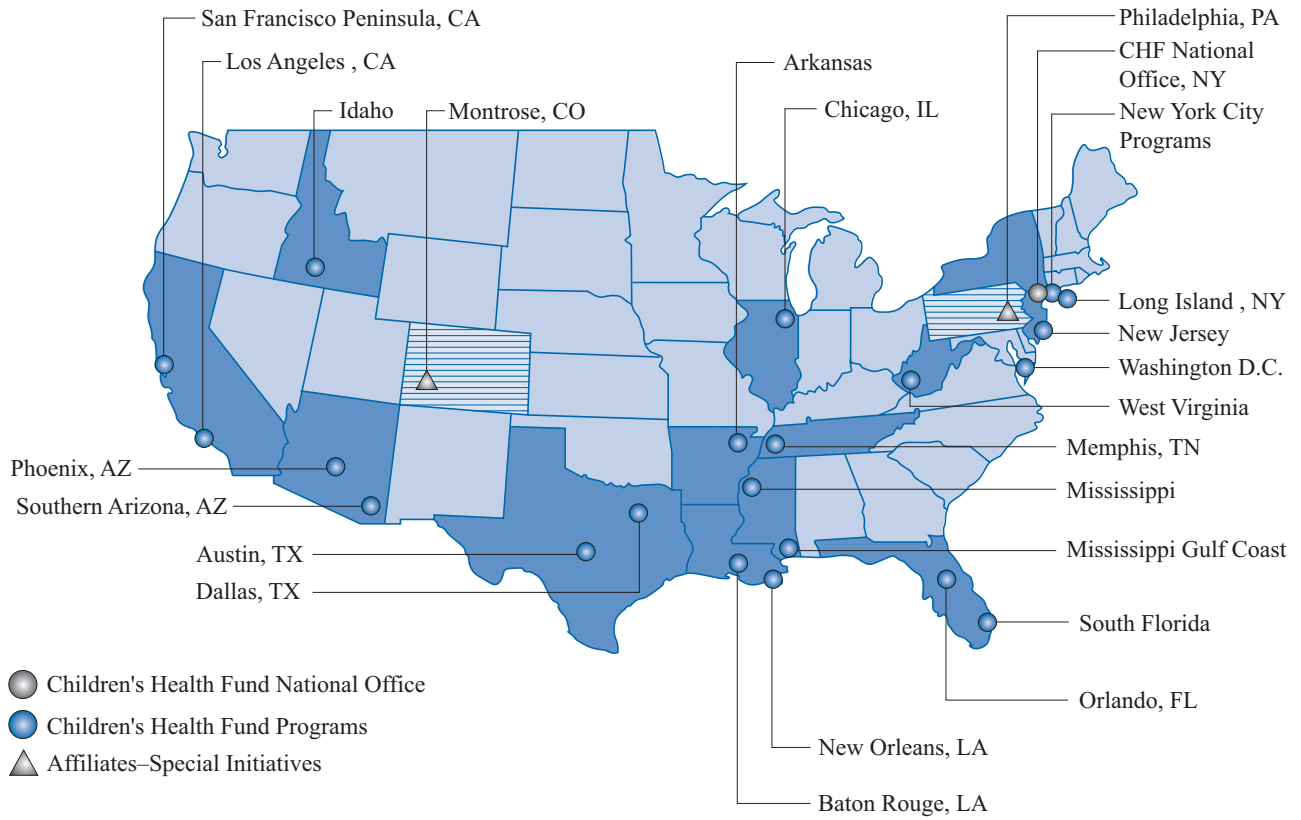 San Francisco Peninsula, CA
Los Angeles , CA
Idaho
Montrose, CO
Arkansas
Chicago, IL
Philadelphia, PA
CHF National
Office, NY
New York City
Programs
Long Island , NY
New Jersey
Washington D.C.
West Virginia
Memphis, TN
Mississippi
Mississippi Gulf Coast
South Florida
Orlando, FL
New Orleans, LA
Baton Rouge, LA
Phoenix, AZ
Southern Arizona, AZ
Austin, TX
Dallas, TX
Children's Health Fund National Office
Children's Health Fund Programs
Affiliates–Special Initiatives